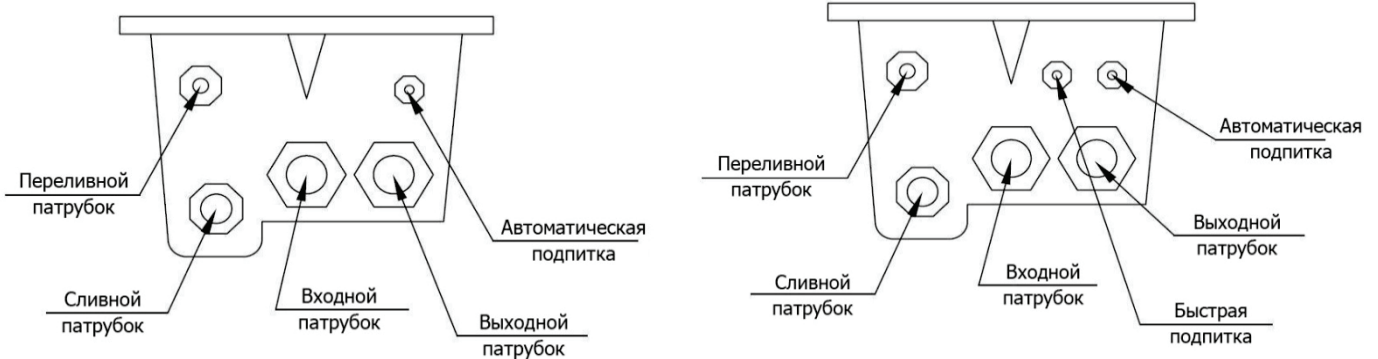 Переливной
патрубок
Сливной
патрубок
Входной
патрубок
Выходной
патрубок
Автоматическая
подпитка
Переливной
патрубок
Сливной
патрубок
Входной
патрубок
Быстрая
подпитка
Выходной
патрубок
Автоматическая
подпитка